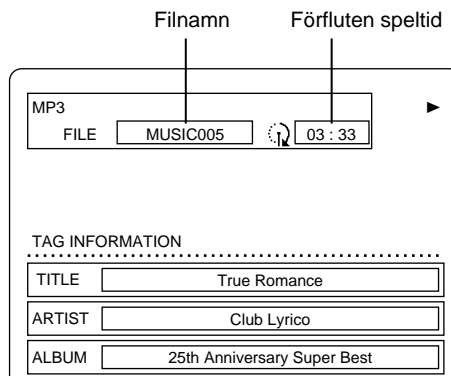 Filnamn Förfluten speltid
MP3
FILE MUSIC005 03 : 33
TAG INFORMATION
TITLE True Romance
ARTIST Club Lyrico
ALBUM 25th Anniversary Super Best